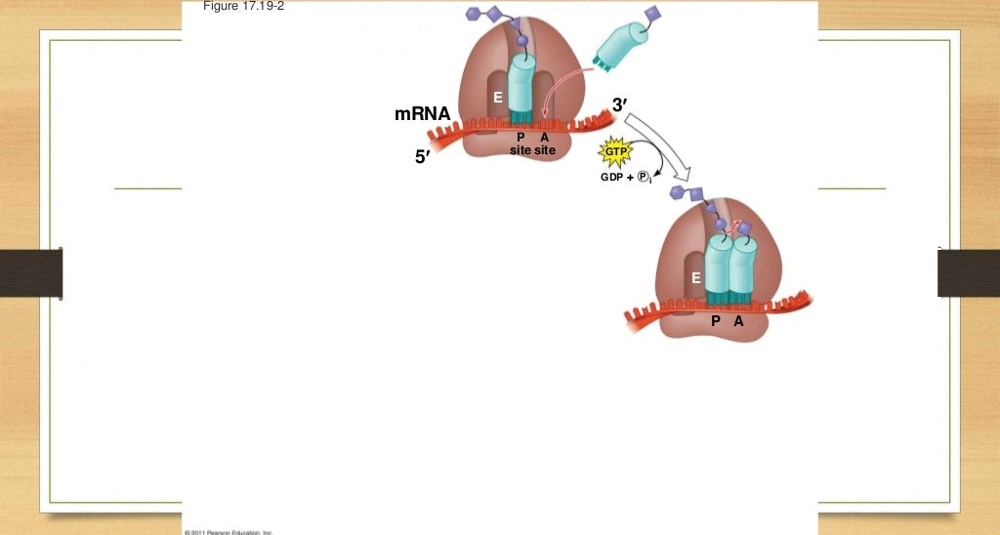 Figure 17.19-2
E
mRNA
3′
P A
site site
5′
GTP
GDP + Pi
E
P A
© 2011 Pearson Education, Inc.